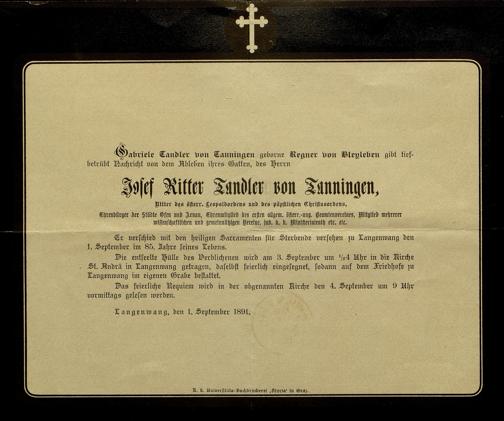 Gabriele Tandler von Tanningen geborne Regner von Bleyleben gibt tief-
betrübt Nachricht von dem Ableben ihres Gatten, des Herrn
Josef Ritter Tandler von Tanningen,
Ritter des österr. Leopoldordens und des päpstlichen Christusordens,
Ehrenbürger der Städte Ofen und Ehrenmitglied des ersten allgem. österr.-ung. Beamtenvereines, Mitglied mehrerer
wissenschaftlichen und gemeinnützigen Vereine, k. k. Ministerialrath etc. etc.
Er verschied mit den heiligen Sacramenten für Sterbende versehen zu Langenwang den
1. September im 85. Jahre seines Lebens.
Die entseelte Hülle des Verblichenen wird am 3. September um Uhr in die Kirche
St. Andrä in Langenwang getragen, daselbst feierlich eingesegnet, sodann auf dem Friedhofe zu
Langenwang im eigenen Grabe bestattet.
Das feierliche Requiem wird in der obgenannten Kirche den 4. September um 9 Uhr
vormittags gelesen werden.
Langenwang, den 1. September 1891.
K. k. Universitäts-Buchdruckerei „Styria“ in Graz.